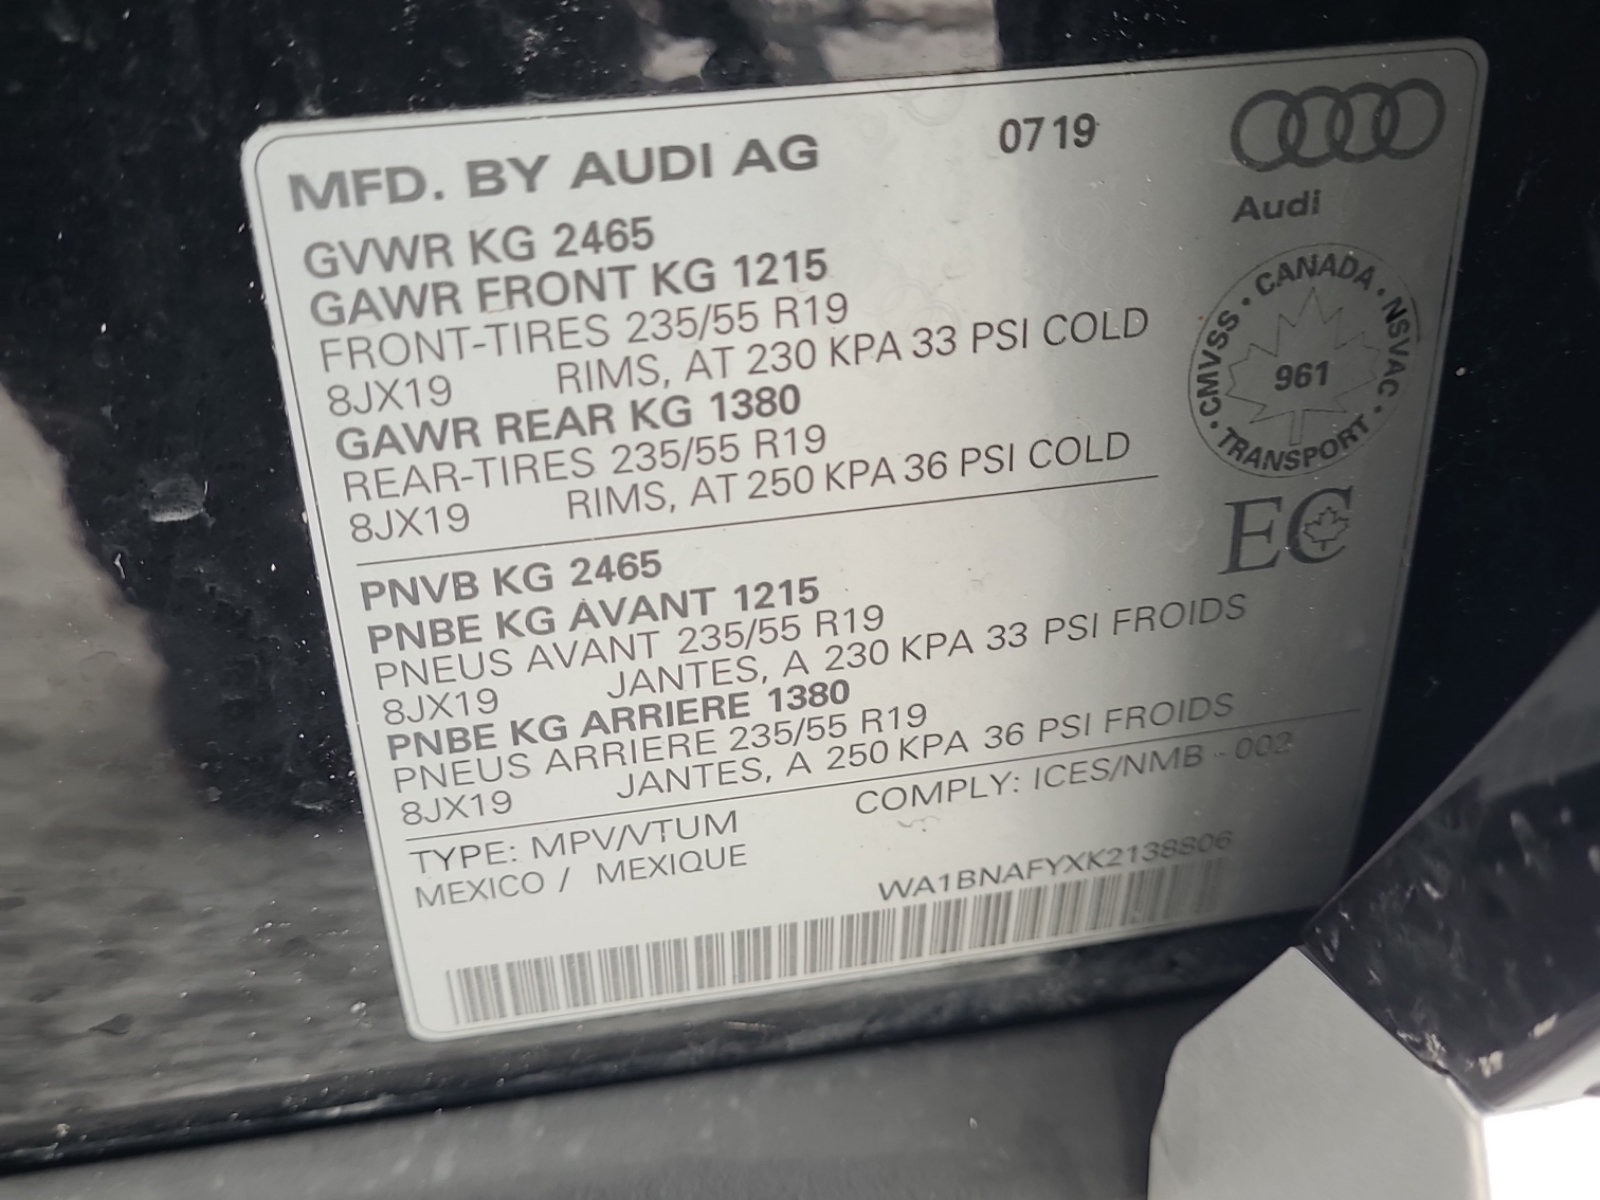 MFD. BY AUDI AG 0719
Audi
GVWR KG 2465
GAWR FRONT KG 1215
FRONT-TIRES 235/55 R19
8JX19 RIMS, AT 230 KPA 33 PSI COLD
GAWR REAR KG 1380
REAR-TIRES 235/55 R19
8JX19 RIMS, AT 250 KPA 36 PSI COLD
CANADA · NSVAC · TRANSPORT · CMVSS ·
961
EC
PNVB KG 2465
PNBE KG AVANT 1215
PNEUS AVANT 235/55 R19
8JX19 JANTES, A 230 KPA 33 PSI FROIDS
PNBE KG ARRIERE 1380
PNEUS ARRIERE 235/55 R19
8JX19 JANTES, A 250 KPA 36 PSI FROIDS
TYPE: MPV/VTUM COMPLY: ICES/NMB - 002
MEXICO / MEXIQUE
WA1BNAFYXK2138806